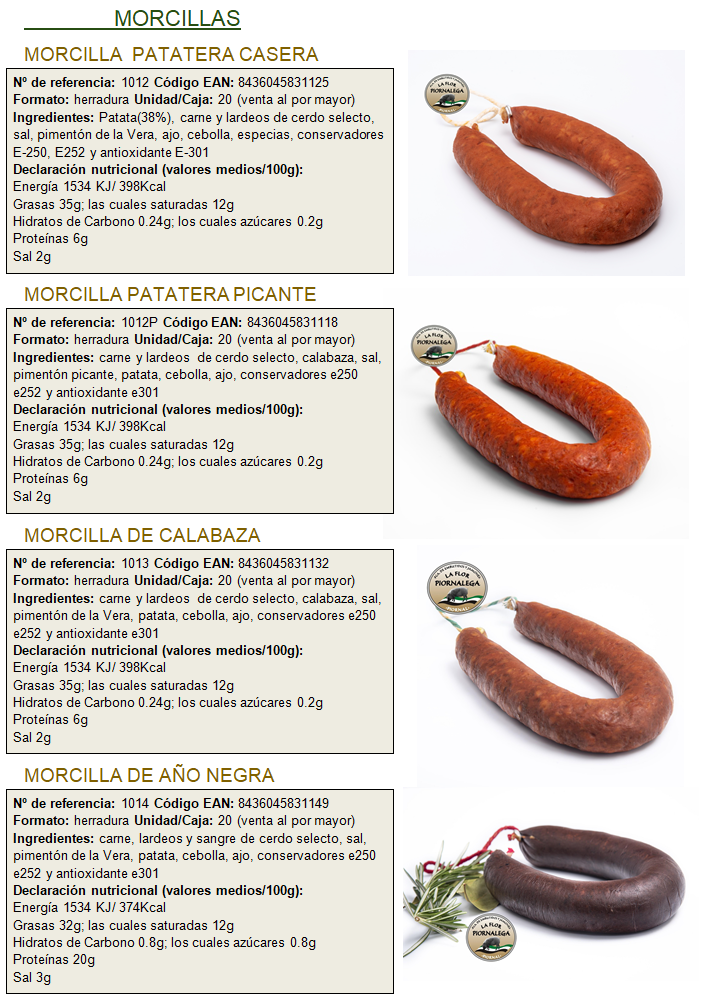 MORCILLAS
MORCILLA PATATERA CASERA
Nº de referencia: 1012 Código EAN: 8436045831125
Formato: herradura Unidad/Caja: 20 (venta al por mayor)
Ingredientes: Patata(38%), carne y lardeos de cerdo selecto,
sal, pimentón de la Vera, ajo, cebolla, especias, conservadores
E-250, E252 y antioxidante E-301
Declaración nutricional (valores medios/100g):
Energía 1534 KJ/ 398Kcal
Grasas 35g; las cuales saturadas 12g
Hidratos de Carbono 0.24g; los cuales azúcares 0.2g
Proteínas 6g
Sal 2g
LA FLOR
PIORNALEGA
MORCILLA PATATERA PICANTE
Nº de referencia: 1012P Código EAN: 8436045831118
Formato: herradura Unidad/Caja: 20 (venta al por mayor)
Ingredientes: carne y lardeos de cerdo selecto, calabaza, sal,
pimentón picante, patata, cebolla, ajo, conservadores e250
e252 y antioxidante e301
Declaración nutricional (valores medios/100g):
Energía 1534 KJ/ 398Kcal
Grasas 35g; las cuales saturadas 12g
Hidratos de Carbono 0.24g; los cuales azúcares 0.2g
Proteínas 6g
Sal 2g
LA FLOR
PIORNALEGA
MORCILLA DE CALABAZA
Nº de referencia: 1013 Código EAN: 8436045831132
Formato: herradura Unidad/Caja: 20 (venta al por mayor)
Ingredientes: carne y lardeos de cerdo selecto, calabaza, sal,
pimentón de la Vera, patata, cebolla, ajo, conservadores e250
e252 y antioxidante e301
Declaración nutricional (valores medios/100g):
Energía 1534 KJ/ 398Kcal
Grasas 35g; las cuales saturadas 12g
Hidratos de Carbono 0.24g; los cuales azúcares 0.2g
Proteínas 6g
Sal 2g
LA FLOR
PIORNALEGA
MORCILLA DE AÑO NEGRA
Nº de referencia: 1014 Código EAN: 8436045831149
Formato: herradura Unidad/Caja: 20 (venta al por mayor)
Ingredientes: carne, lardeos y sangre de cerdo selecto, sal,
pimentón de la Vera, patata, cebolla, ajo, conservadores e250
e252 y antioxidante e301
Declaración nutricional (valores medios/100g):
Energía 1534 KJ/ 374Kcal
Grasas 32g; las cuales saturadas 12g
Hidratos de Carbono 0.8g; los cuales azúcares 0.8g
Proteínas 20g
Sal 3g
LA FLOR
PIORNALEGA